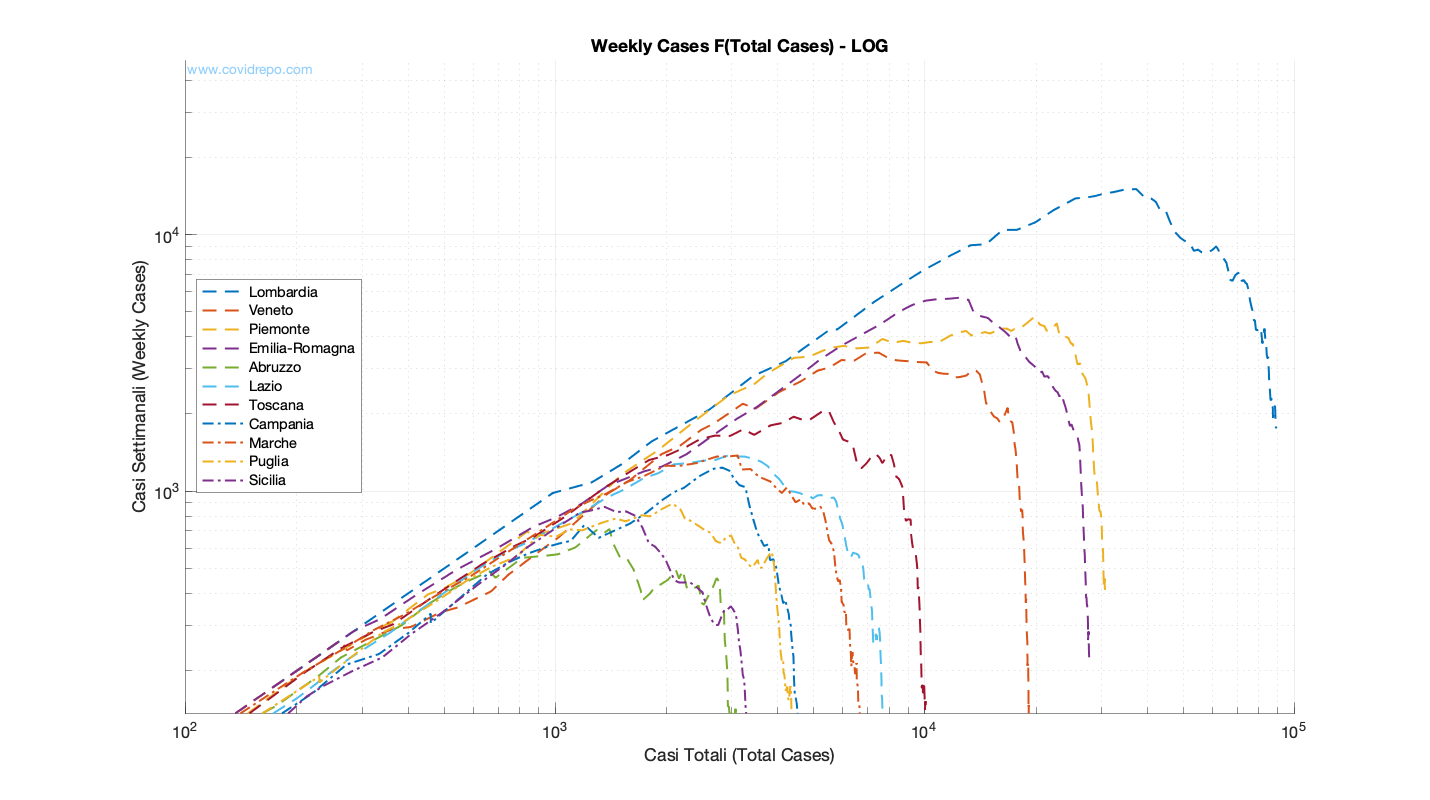 Weekly Cases F(Total Cases) - LOG
www.covidrepo.com
10^4
10^3
Casi Settimanali (Weekly Cases)
Lombardia
Veneto
Piemonte
Emilia-Romagna
Abruzzo
Lazio
Toscana
Campania
Marche
Puglia
Sicilia
10^2
10^3
10^4
10^5
Casi Totali (Total Cases)